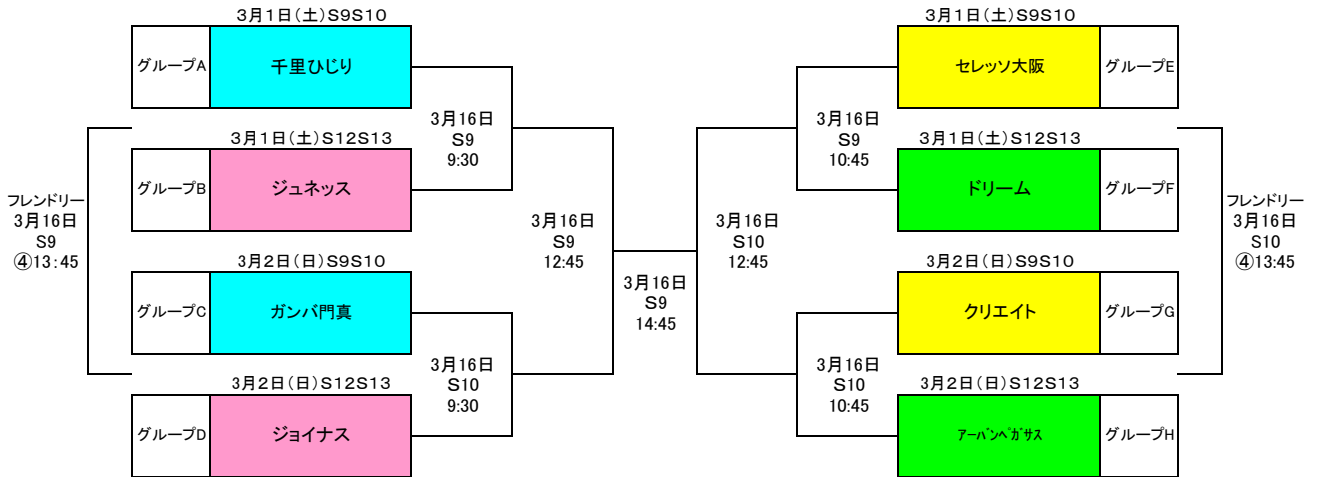 3月1日(土)S9S10
グループA
千里ひじり
3月1日(土)S12S13
グループB
ジュネッス
3月2日(日)S9S10
グループC
ガンバ門真
3月2日(日)S12S13
グループD
ジョイナス
フレンドリー
3月16日
S9
④13:45
3月16日
S9
9:30
3月16日
S10
9:30
3月16日
S9
12:45
3月16日
S9
14:45
3月16日
S10
12:45
3月16日
S9
10:45
3月16日
S10
10:45
3月1日(土)S9S10
セレッソ大阪
グループE
3月1日(土)S12S13
ドリーム
グループF
3月2日(日)S9S10
クリエイト
グループG
3月2日(日)S12S13
アーバンペガサス
グループH
フレンドリー
3月16日
S10
④13:45